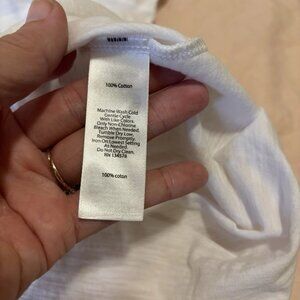 100% Cotton
Machine Wash Cold
Gentle Cycle
With Like Colors.
Only Non-Chlorine
Bleach When Needed.
Tumble Dry Low.
Remove Promptly.
Iron On Lowest Setting
As Needed.
Do Not Dry Clean.
RN 134578
100% coton